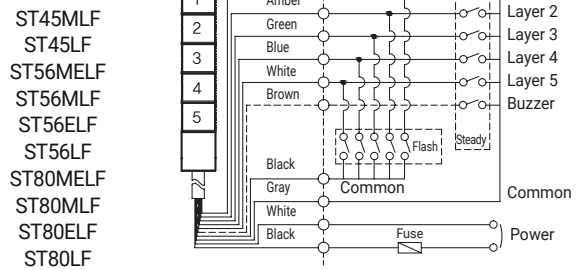 ST45MLF
ST45LF
ST56MELF
ST56MLF
ST56ELF
ST56LF
ST80MELF
ST80MLF
ST80ELF
ST80LF
1
2
3
4
5
Amber
Green
Blue
White
Brown
Black
Gray
White
Black
Flash
Steady
Common
Fuse
Layer 2
Layer 3
Layer 4
Layer 5
Buzzer
Common
Power